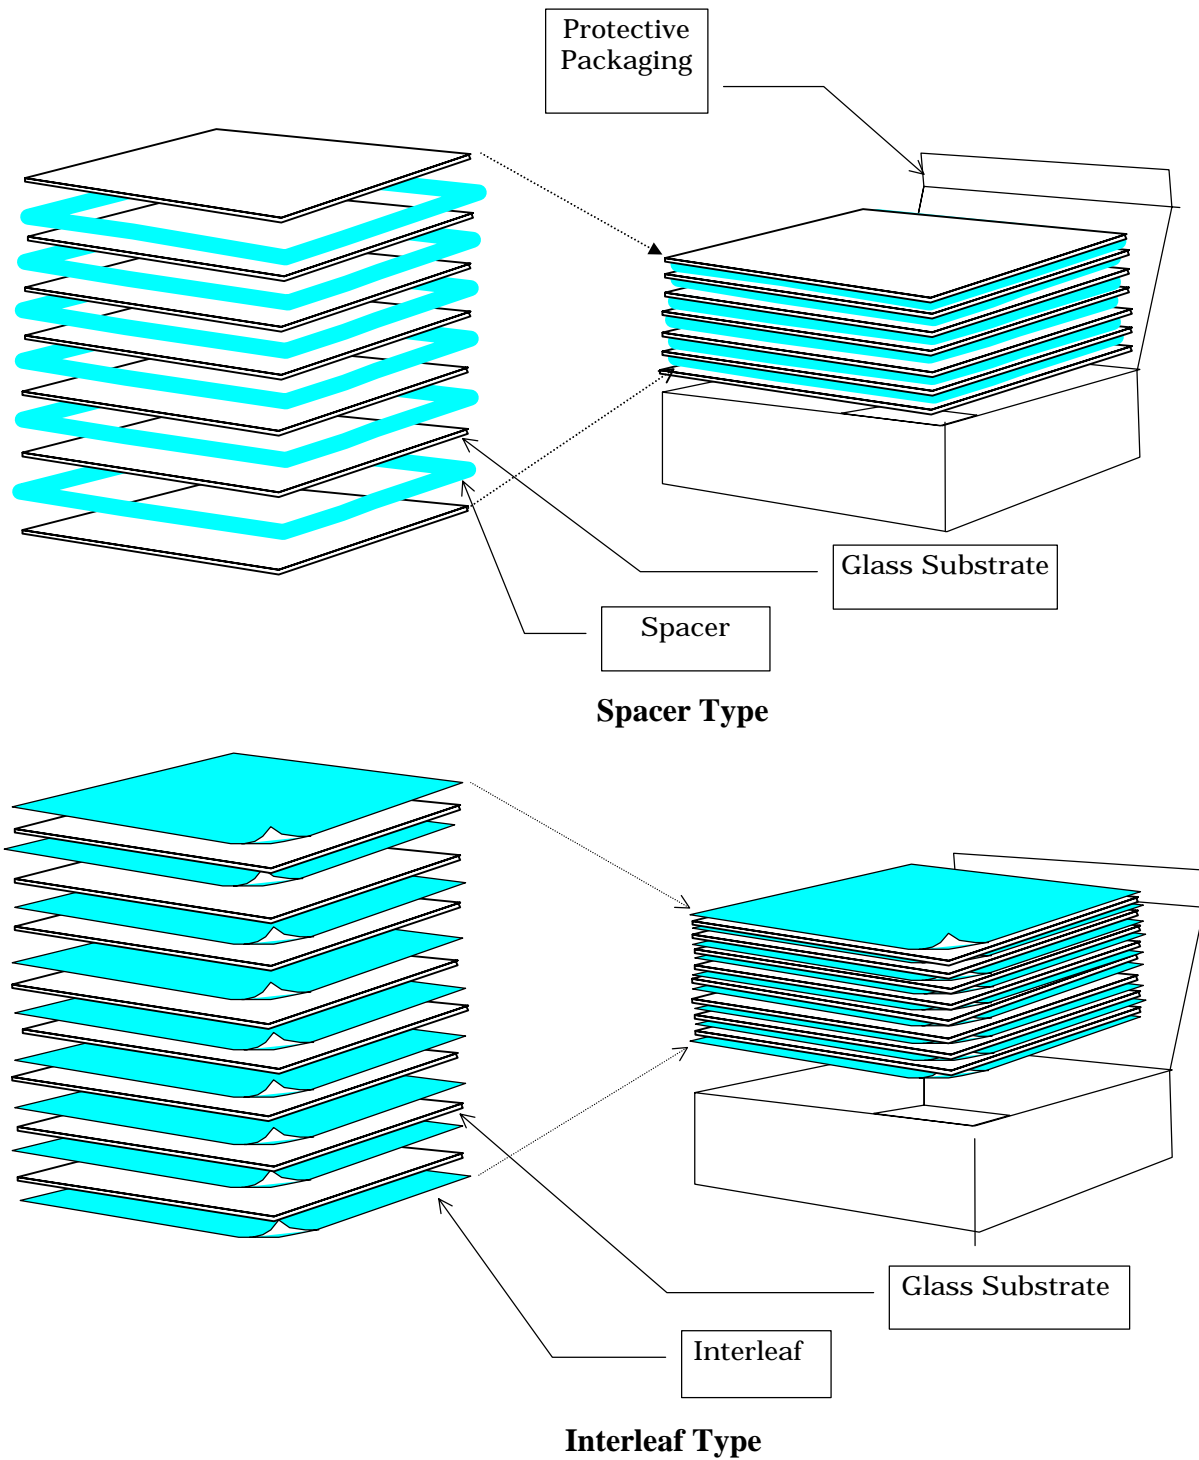 Protective
Packaging
Glass Substrate
Spacer
Spacer Type
Glass Substrate
Interleaf
Interleaf Type